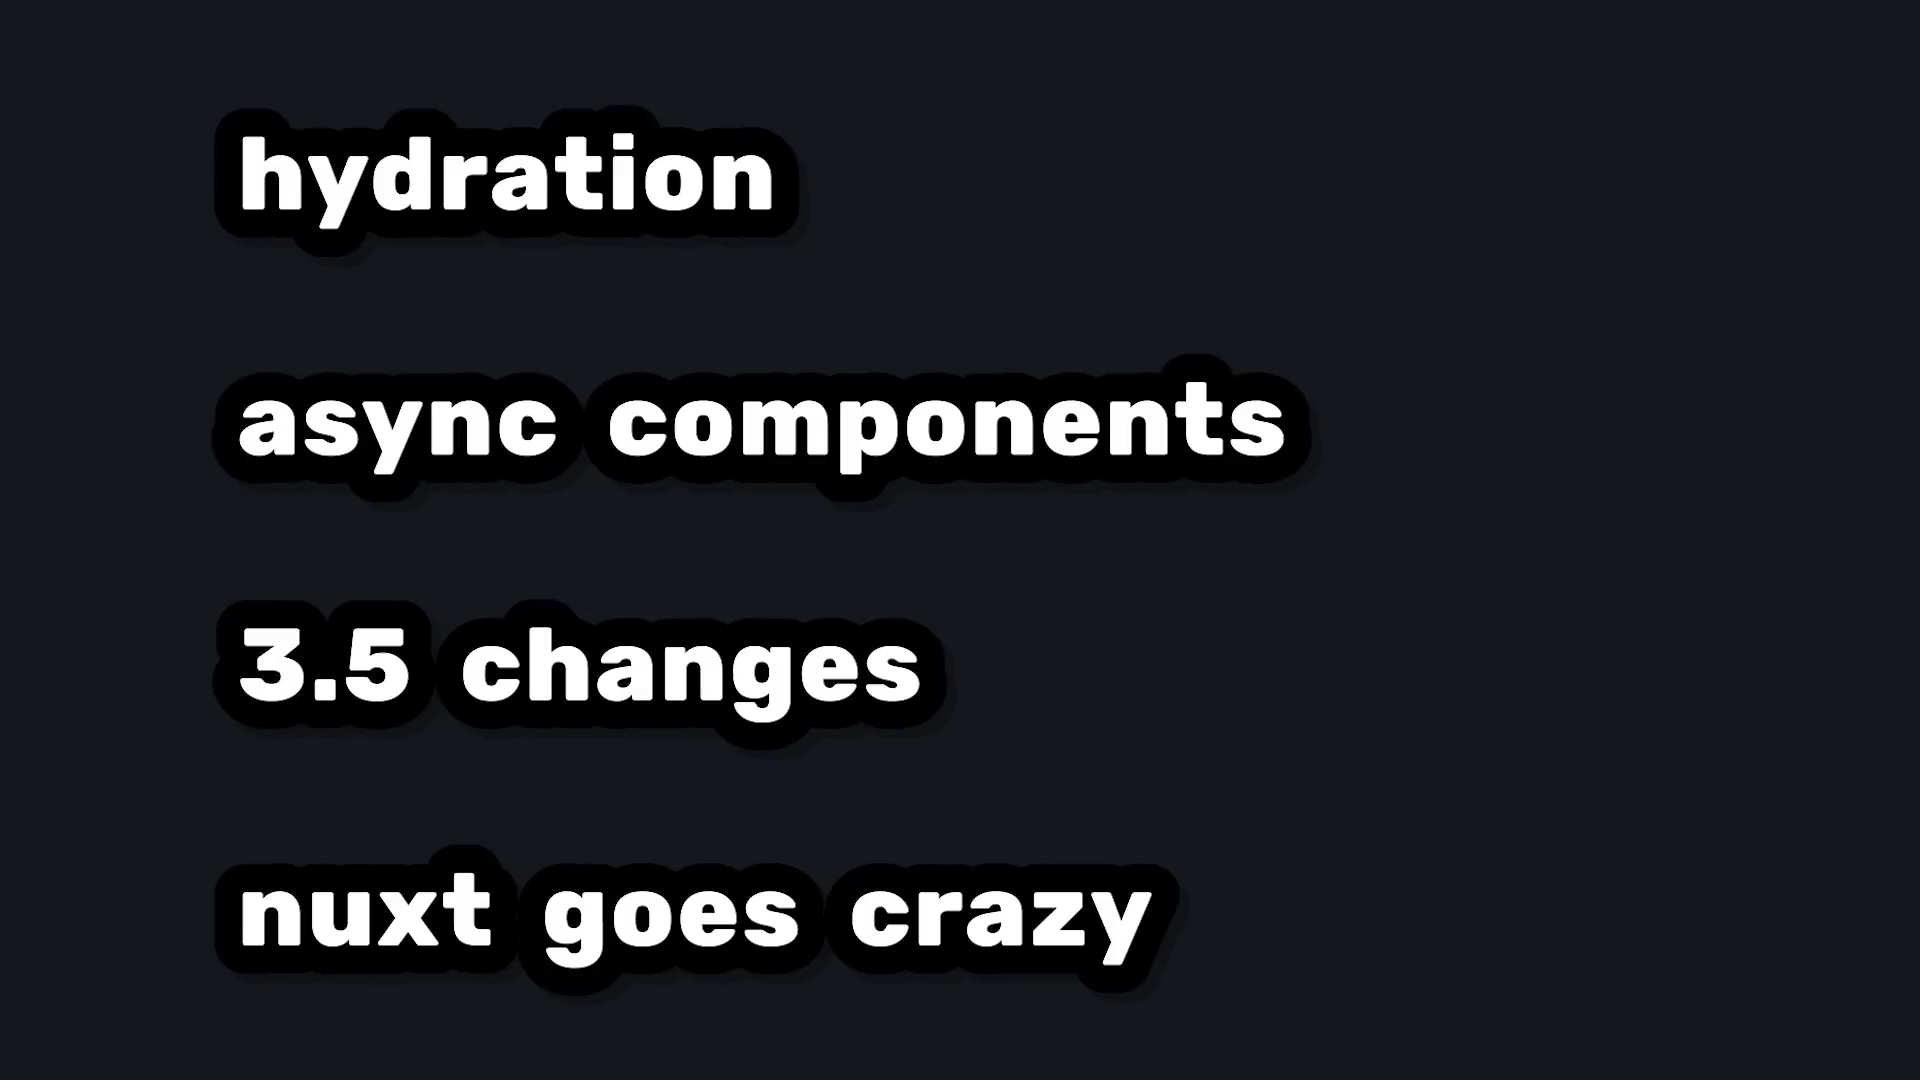 hydration
async components
3.5 changes
nuxt goes crazy